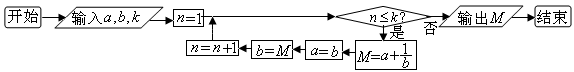 开始
输入a,b,k
n=1
n≤k?
是
否
M=a+1/b
a=b
b=M
n=n+1
输出M
结束